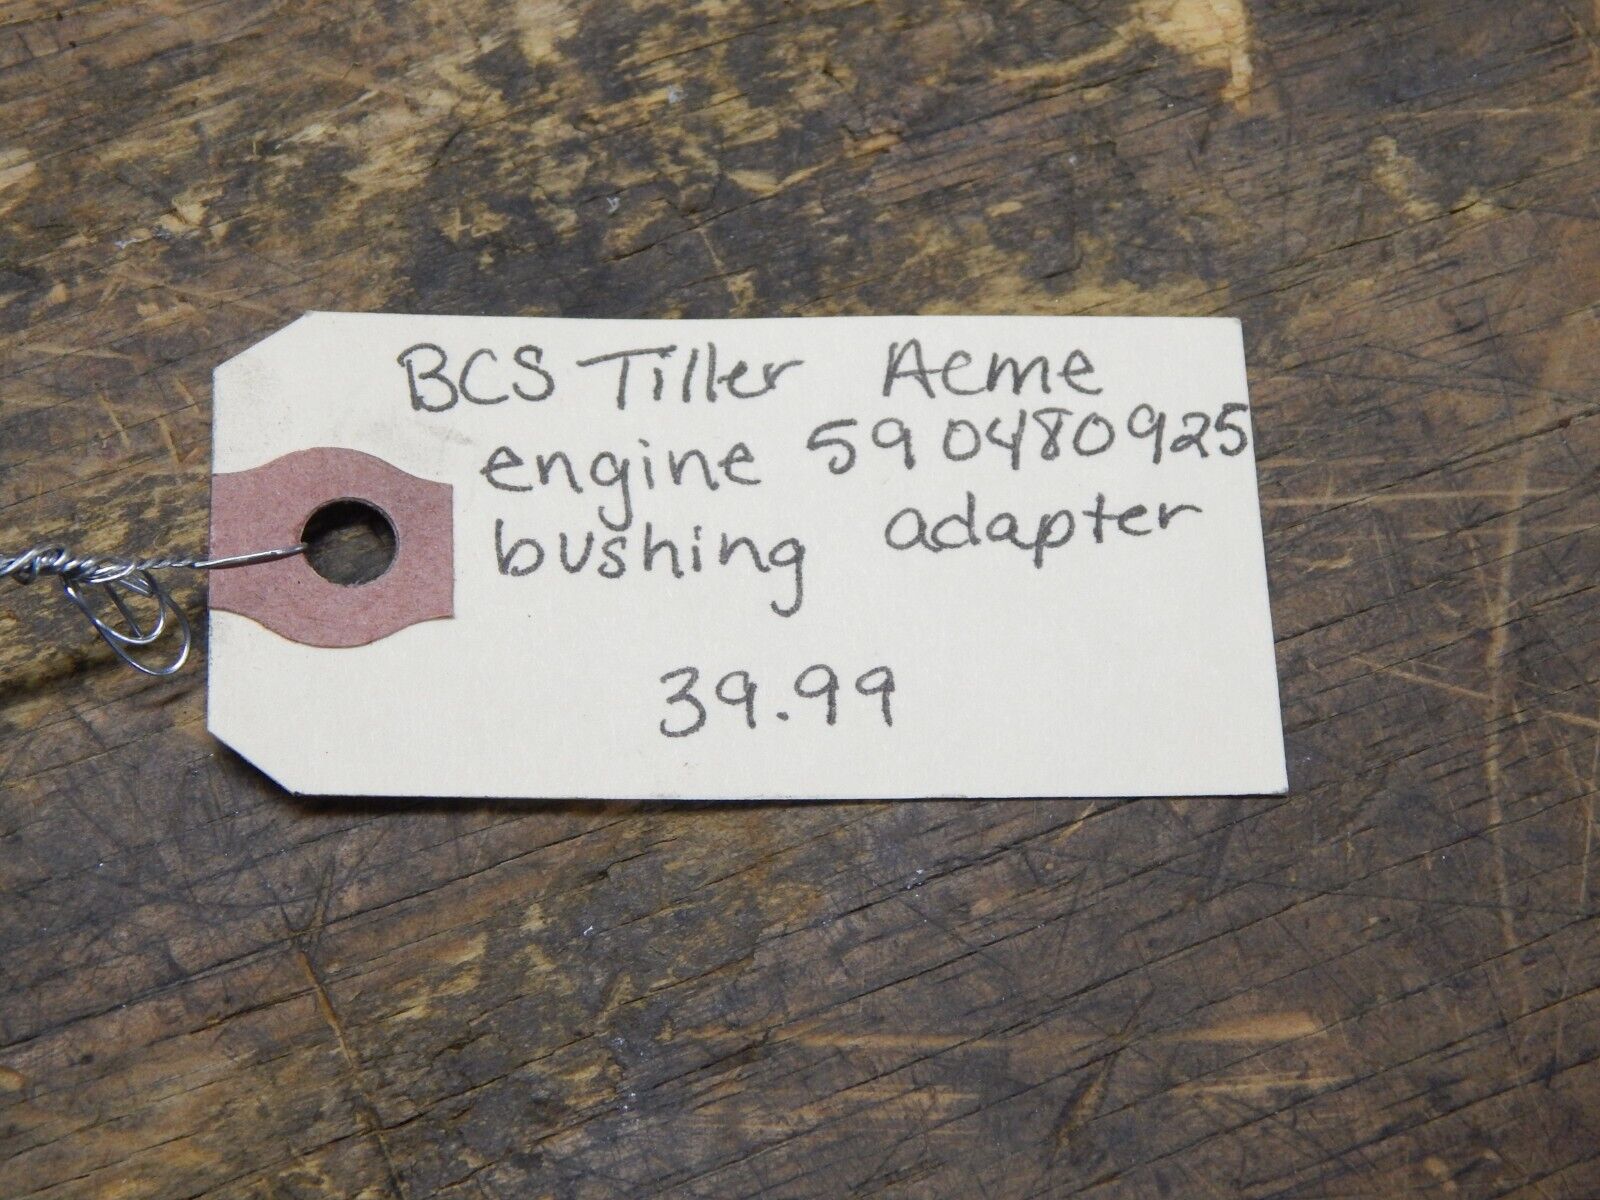 BCS Tiller Acme
engine 590480925
bushing adapter
39.99